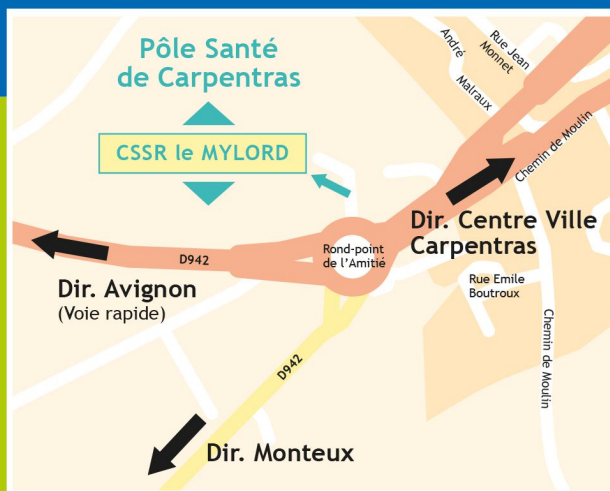 Pôle Santé
de Carpentras
CSSR le MYLORD
André
Malraux
Rue Jean
Monnet
Chemin de Moulin
Dir. Centre Ville
Carpentras
Rond-point
de l'Amitié
D942
Dir. Avignon
(Voie rapide)
Rue Emile
Boutroux
Chemin de Moulin
D942
Dir. Monteux